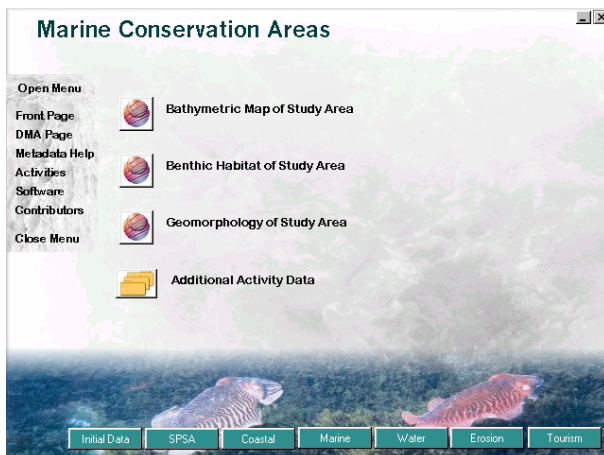 Marine Conservation Areas
Open Menu
Front Page
DMA Page
Metadata Help
Activities
Software
Contributors
Close Menu
Bathymetric Map of Study Area
Benthic Habitat of Study Area
Geomorphology of Study Area
Additional Activity Data
Initial Data SPSA Coastal Marine Water Erosion Tourism